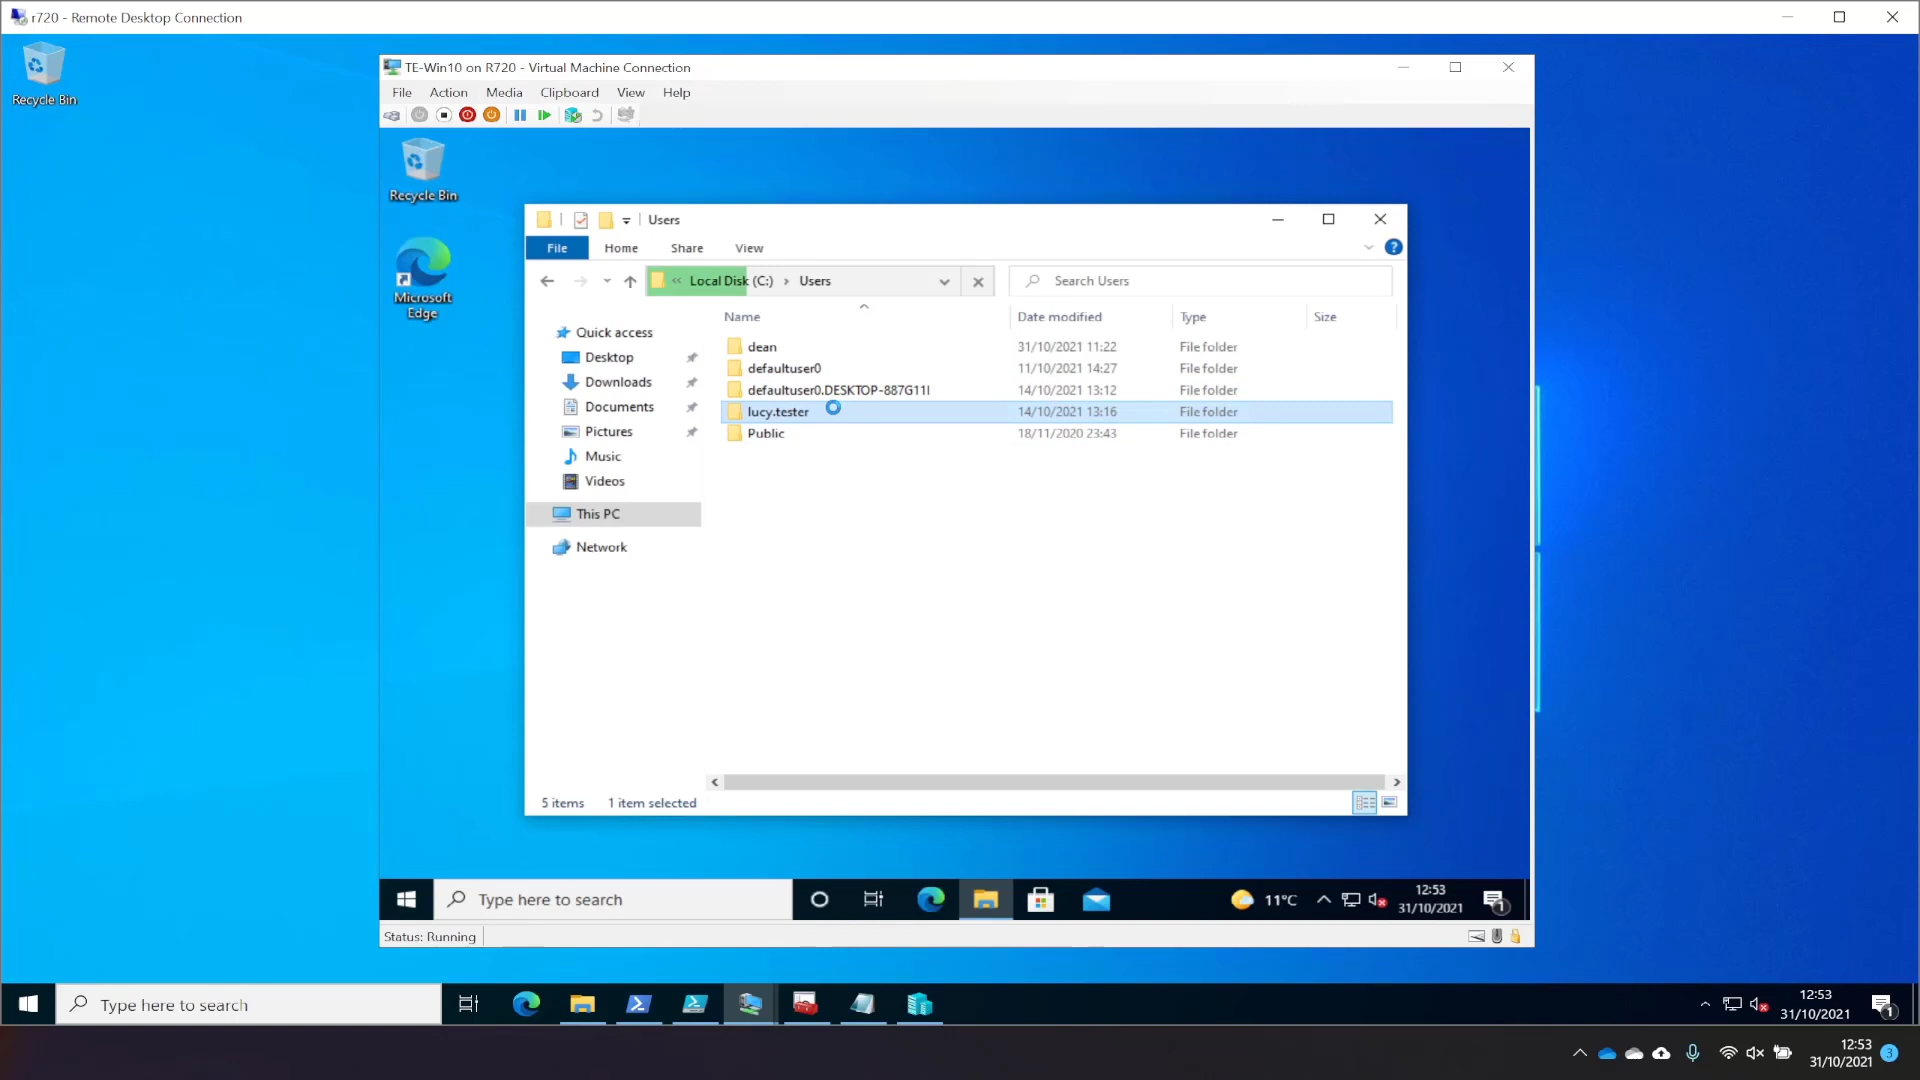 r720 - Remote Desktop Connection
Recycle Bin
TE-Win10 on R720 - Virtual Machine Connection
File Action Media Clipboard View Help
Recycle Bin
Microsoft
Edge
Users
File Home Share View
« Local Disk (C:) › Users
Search Users
Name Date modified Type Size
Quick access
Desktop
Downloads
Documents
Pictures
Music
Videos
This PC
Network
dean 31/10/2021 11:22 File folder
defaultuser0 11/10/2021 14:27 File folder
defaultuser0.DESKTOP-887G11I 14/10/2021 13:12 File folder
lucy.tester 14/10/2021 13:16 File folder
Public 18/11/2020 23:43 File folder
5 items 1 item selected
Type here to search
11°C
12:53
31/10/2021
1
Status: Running
Type here to search
12:53
31/10/2021
1
12:53
31/10/2021
3